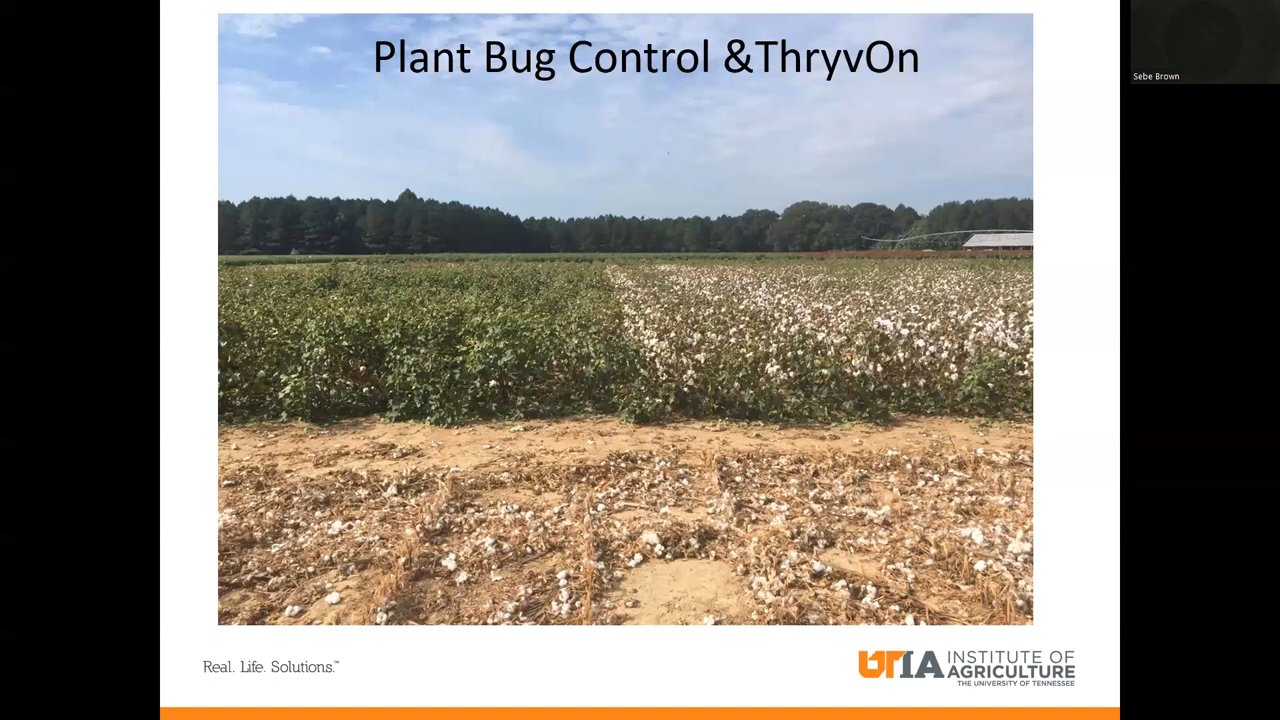 Plant Bug Control &ThryvOn
Sebe Brown
Real. Life. Solutions.™
UTIA INSTITUTE OF
AGRICULTURE
THE UNIVERSITY OF TENNESSEE